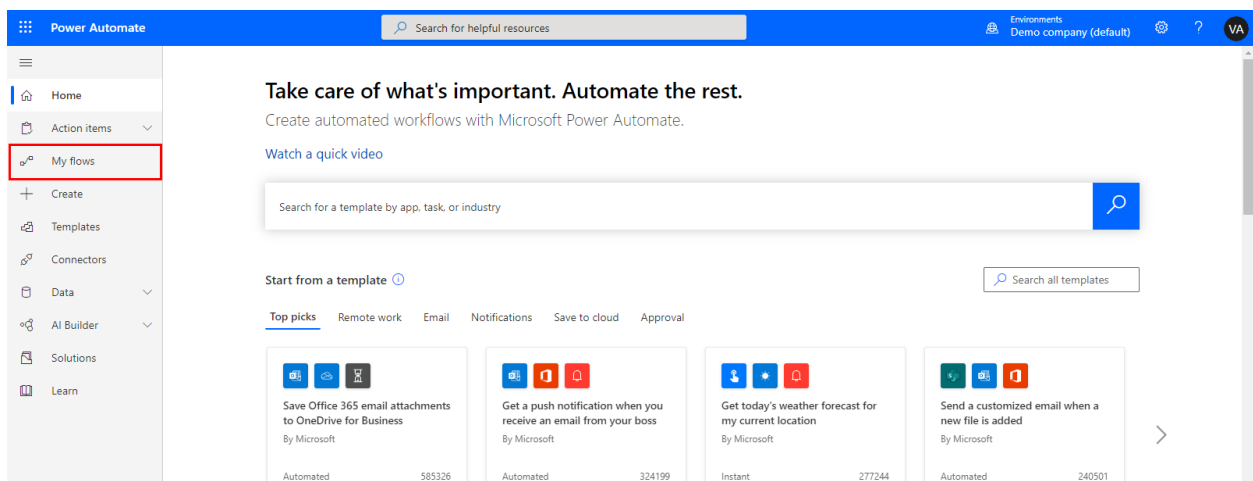 Power Automate
Search for helpful resources
Environments
Demo company (default)
?
VA
Home
Action items
My flows
Create
Templates
Connectors
Data
AI Builder
Solutions
Learn
Take care of what's important. Automate the rest.
Create automated workflows with Microsoft Power Automate.
Watch a quick video
Search for a template by app, task, or industry
Start from a template
Search all templates
Top picks Remote work Email Notifications Save to cloud Approval
Save Office 365 email attachments
to OneDrive for Business
By Microsoft
Automated 585326
Get a push notification when you
receive an email from your boss
By Microsoft
Automated 324199
Get today's weather forecast for
my current location
By Microsoft
Instant 277244
Send a customized email when a
new file is added
By Microsoft
Automated 240501